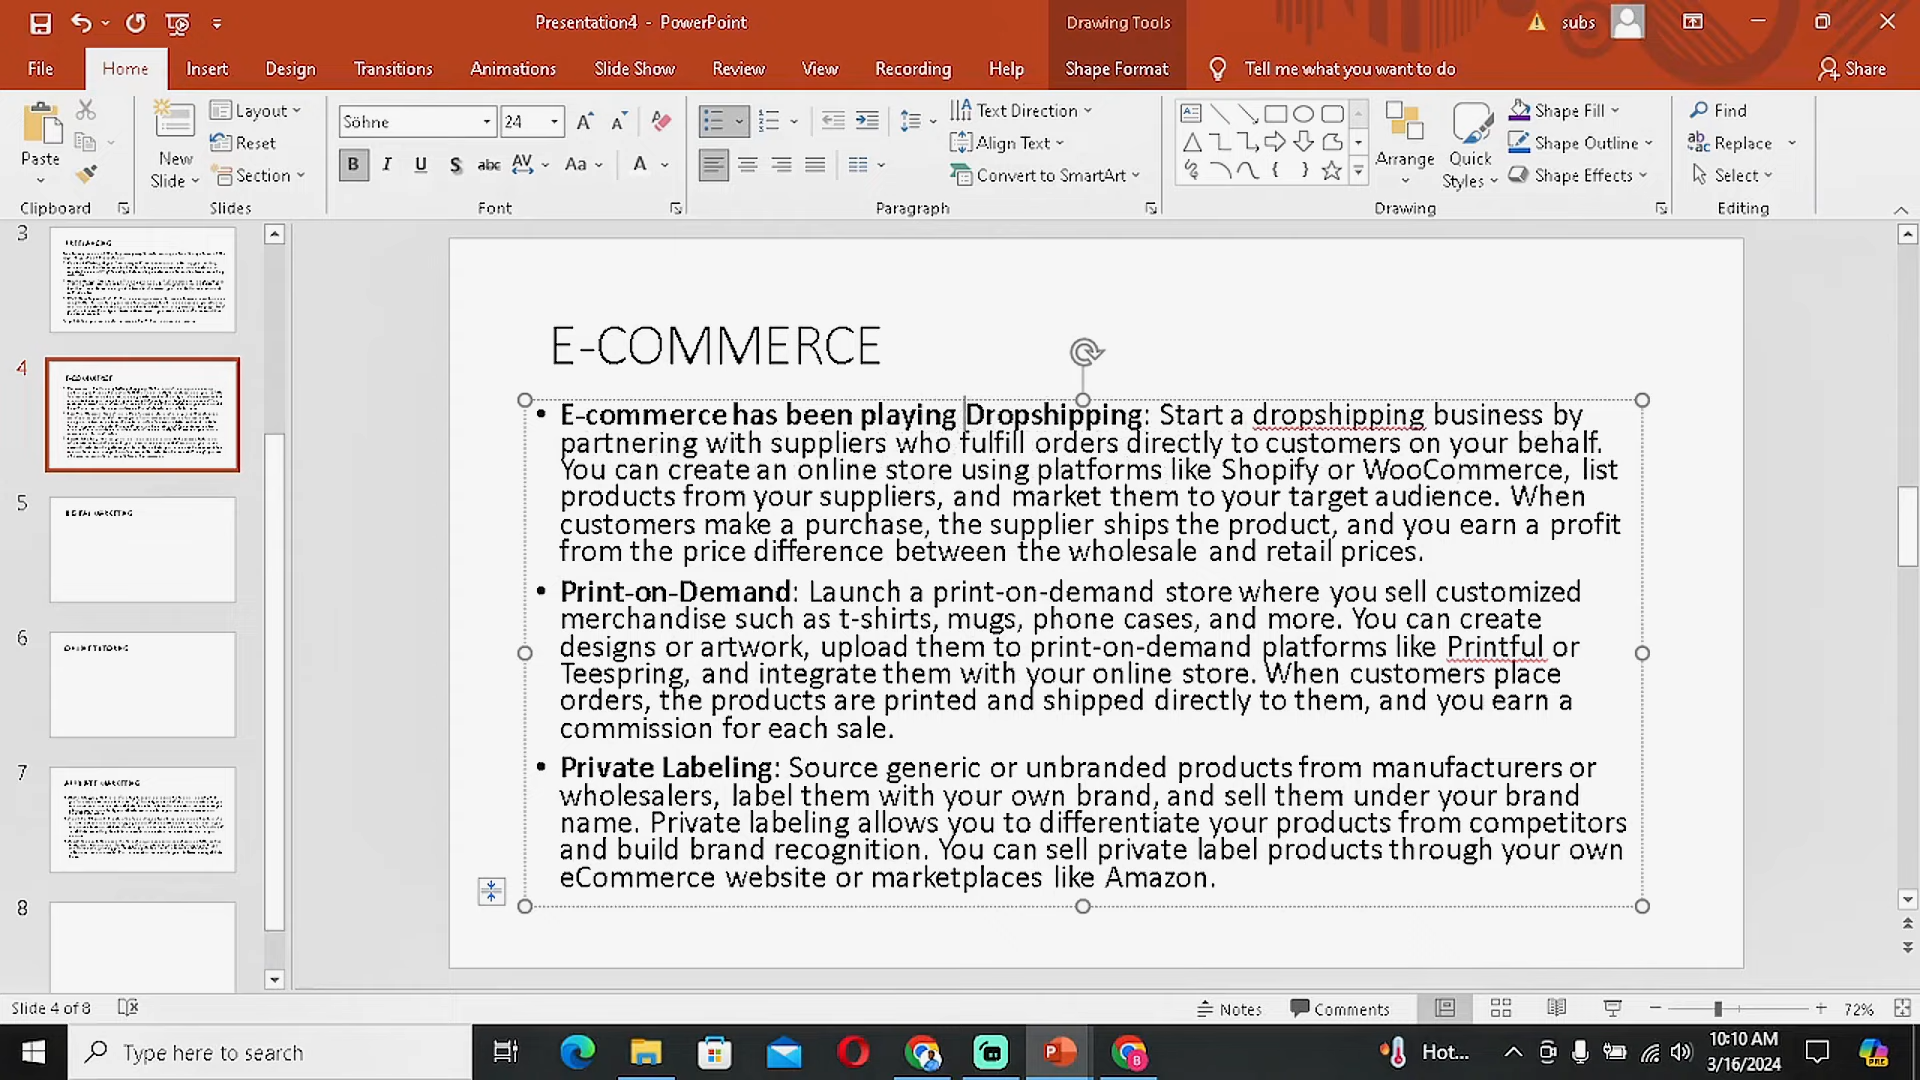 Presentation4 - PowerPoint
Drawing Tools
subs
File
Home
Insert
Design
Transitions
Animations
Slide Show
Review
View
Recording
Help
Shape Format
Tell me what you want to do
Share
Paste
New Slide
Layout
Reset
Section
Söhne
24
B
I
U
S
abc
AV
Aa
A
Text Direction
Align Text
Convert to SmartArt
Arrange
Quick Styles
Shape Fill
Shape Outline
Shape Effects
Find
Replace
Select
Clipboard
Slides
Font
Paragraph
Drawing
Editing
3
FREELANCING
4
E-COMMERCE
5
DIGITAL MARKETING
6
ONLINE TUTORING
7
AFFILIATE MARKETING
8
E-COMMERCE
• E-commerce has been playing Dropshipping: Start a dropshipping business by
partnering with suppliers who fulfill orders directly to customers on your behalf.
You can create an online store using platforms like Shopify or WooCommerce, list
products from your suppliers, and market them to your target audience. When
customers make a purchase, the supplier ships the product, and you earn a profit
from the price difference between the wholesale and retail prices.
• Print-on-Demand: Launch a print-on-demand store where you sell customized
merchandise such as t-shirts, mugs, phone cases, and more. You can create
designs or artwork, upload them to print-on-demand platforms like Printful or
Teespring, and integrate them with your online store. When customers place
orders, the products are printed and shipped directly to them, and you earn a
commission for each sale.
• Private Labeling: Source generic or unbranded products from manufacturers or
wholesalers, label them with your own brand, and sell them under your brand
name. Private labeling allows you to differentiate your products from competitors
and build brand recognition. You can sell private label products through your own
eCommerce website or marketplaces like Amazon.
Slide 4 of 8
Notes
Comments
72%
Type here to search
Hot...
10:10 AM
3/16/2024